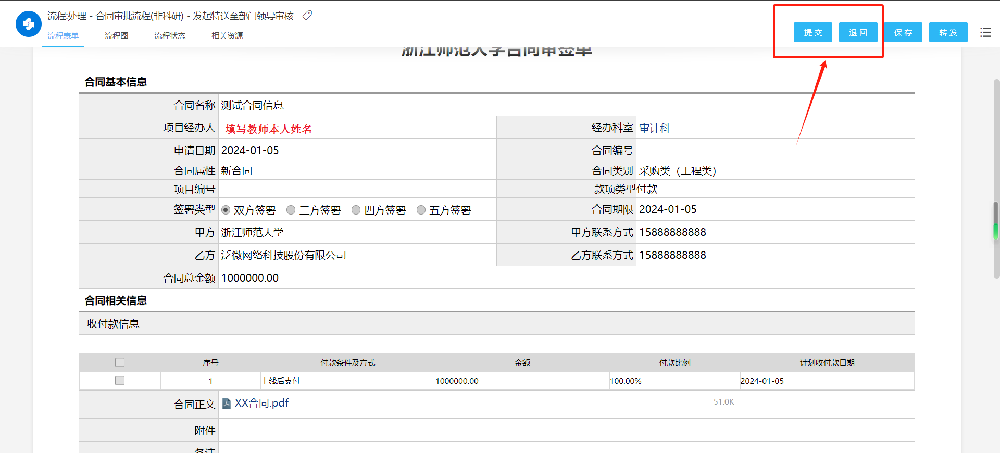 流程:处理 - 合同审批流程(非科研) - 发起特送至部门领导审核
提交 退回 保存 转发
流程表单 流程图 流程状态 相关资源
浙江师范大学合同审签单
合同基本信息
合同名称 测试合同信息
项目经办人 填写教师本人姓名 经办科室 审计科
申请日期 2024-01-05 合同编号
合同属性 新合同 合同类别 采购类（工程类）
项目编号 款项类型 付款
签署类型 双方签署 三方签署 四方签署 五方签署 合同期限 2024-01-05
甲方 浙江师范大学 甲方联系方式 15888888888
乙方 泛微网络科技股份有限公司 乙方联系方式 15888888888
合同总金额 1000000.00
合同相关信息
收付款信息
序号 付款条件及方式 金额 付款比例 计划收付款日期
1 上线后支付 1000000.00 100.00% 2024-01-05
合同正文 XX合同.pdf 51.0K
附件
备注